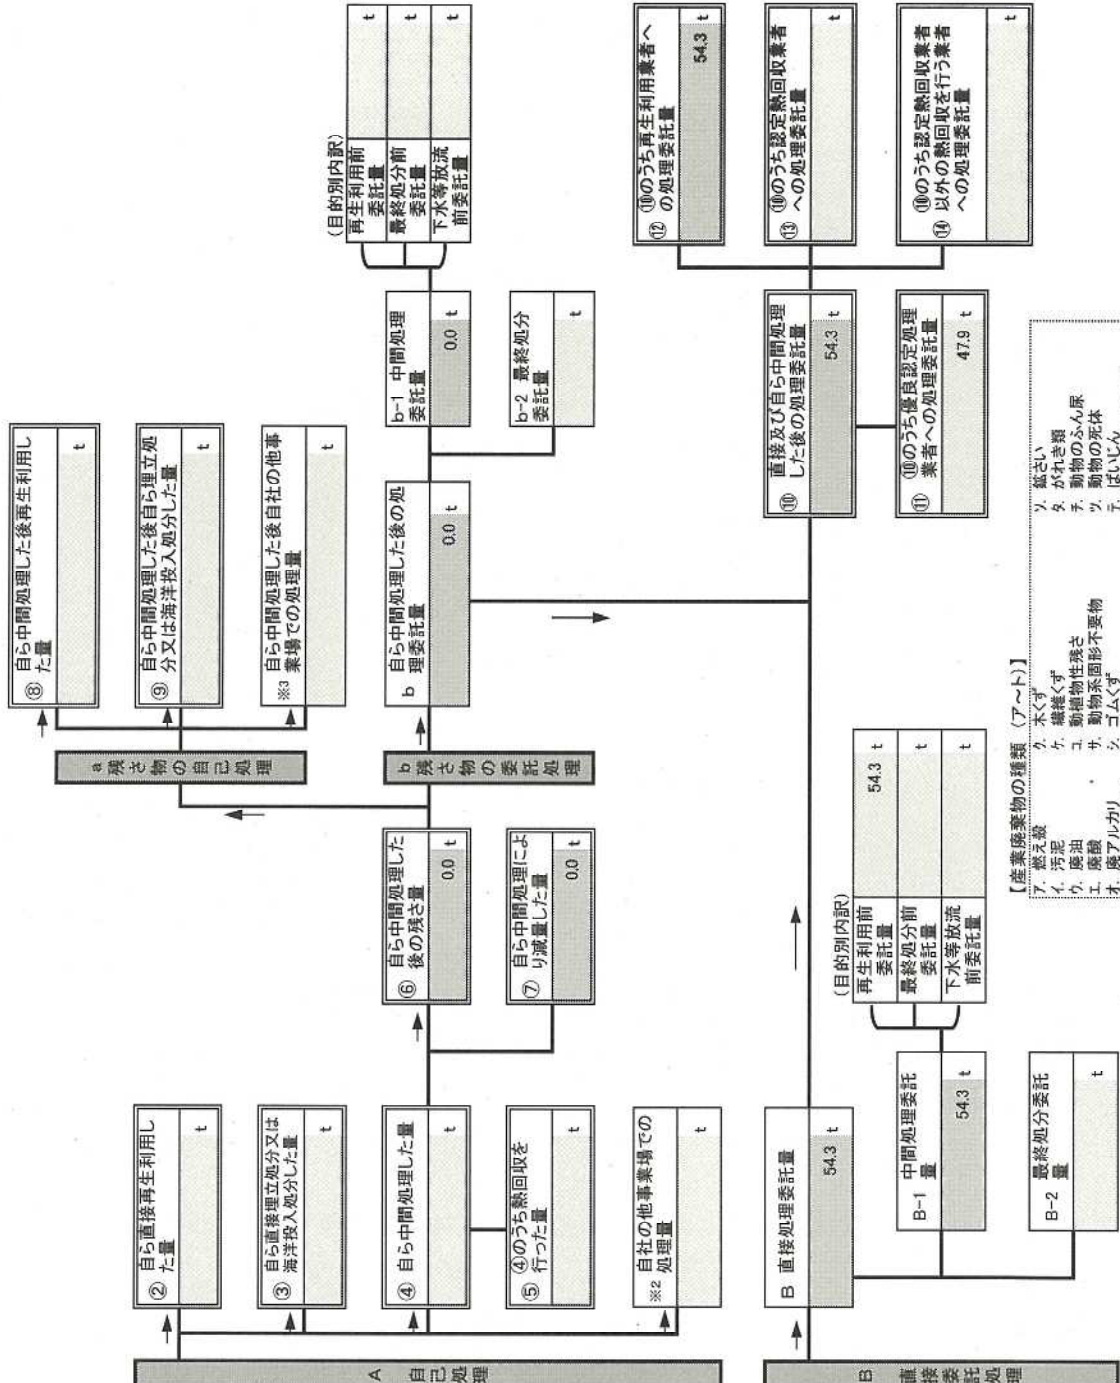 A
自己処理
② 自ら直接再生利用し
た量
t
③ 自ら直接埋立処分又は
海洋投入処分した量
t
④ 自ら中間処理した量
t
⑤ ④のうち熱回収を
行った量
t
※2 自社の他事業場での
処理量
t
⑥ 自ら中間処理した
後の残さ量
0.0 t
⑦ 自ら中間処理によ
り減量した量
0.0 t
a
残さ物の自己処理
⑧ 自ら中間処理した後再生利用し
た量
t
⑨ 自ら中間処理した後自ら埋立処
分又は海洋投入処分した量
t
※3 自ら中間処理した後自社の他事
業場での処理量
t
b
残さ物の委託処理
b 自ら中間処理した後の処
理委託量
0.0 t
b-1 中間処理
委託量
0.0 t
b-2 最終処分
委託量
t
(目的別内訳)
再生利用前
委託量
t
最終処分前
委託量
t
下水等放流
前委託量
t
B
直接委託処理
B 直接処理委託量
54.3 t
B-1 中間処理委託
量
54.3 t
B-2 最終処分委託
量
t
(目的別内訳)
再生利用前
委託量
54.3 t
最終処分前
委託量
t
下水等放流
前委託量
t
⑩ 直接及び自ら中間処理
した後の処理委託量
54.3 t
⑪ ⑩のうち優良認定処理
業者への処理委託量
47.9 t
⑫ ⑩のうち再生利用業者へ
の処理委託量
54.3 t
⑬ ⑩のうち認定熱回収業者
への処理委託量
t
⑭ ⑩のうち認定熱回収業者
以外の熱回収を行う業者
への処理委託量
t
【産業廃棄物の種類 (ア~ト)】
ア. 燃え殻
イ. 汚泥
ウ. 廃油
エ. 廃酸
オ. 廃アルカリ
ク. 木くず
ケ. 繊維くず
コ. 動植物性残さ
サ. 動物系固形不要物
シ. ゴムくず
ソ. 鉱さい
タ. がれき類
チ. 動物のふん尿
ツ. 動物の死体
テ. ばいじん